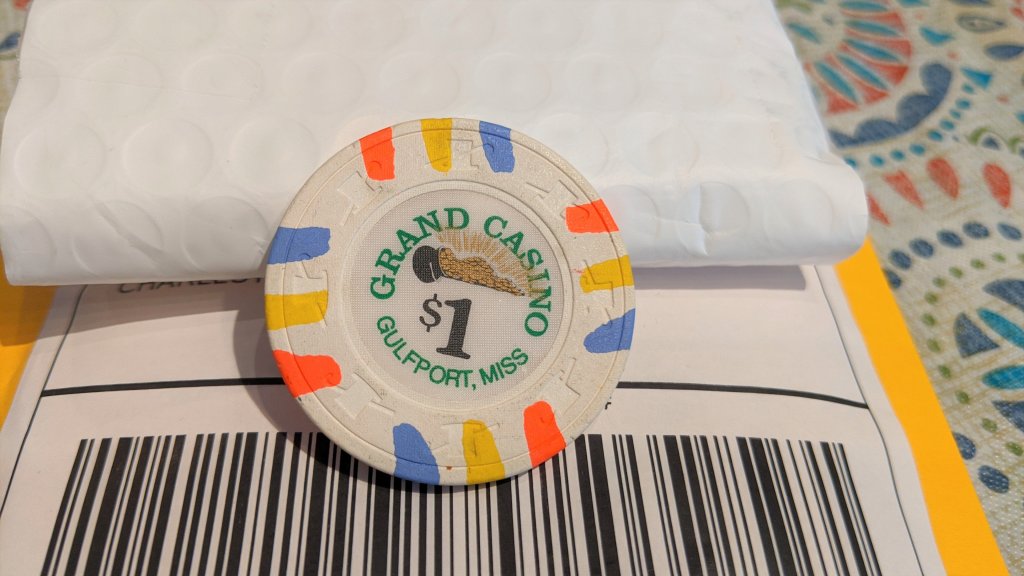 GRAND CASINO
$1
GULFPORT, MISS